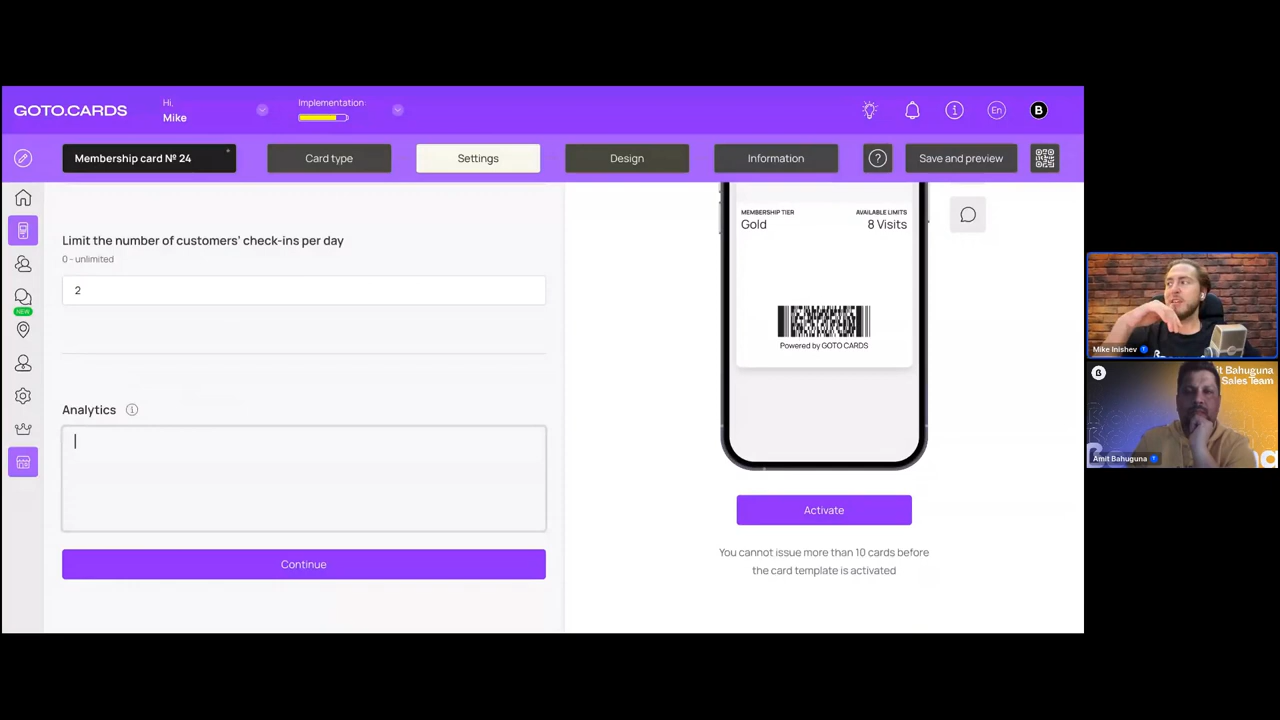 GOTO.CARDS
Hi,
Mike
Implementation:
En
B
Membership card № 24 *
Card type
Settings
Design
Information
?
Save and preview
NEW
Limit the number of customers' check-ins per day
0 - unlimited
2
Analytics
Continue
MEMBERSHIP TIER
AVAILABLE LIMITS
Gold
8 Visits
Powered by GOTO CARDS
Activate
You cannot issue more than 10 cards before
the card template is activated
Mike Inishev
it Bahuguna
Sales Team
Amit Bahuguna